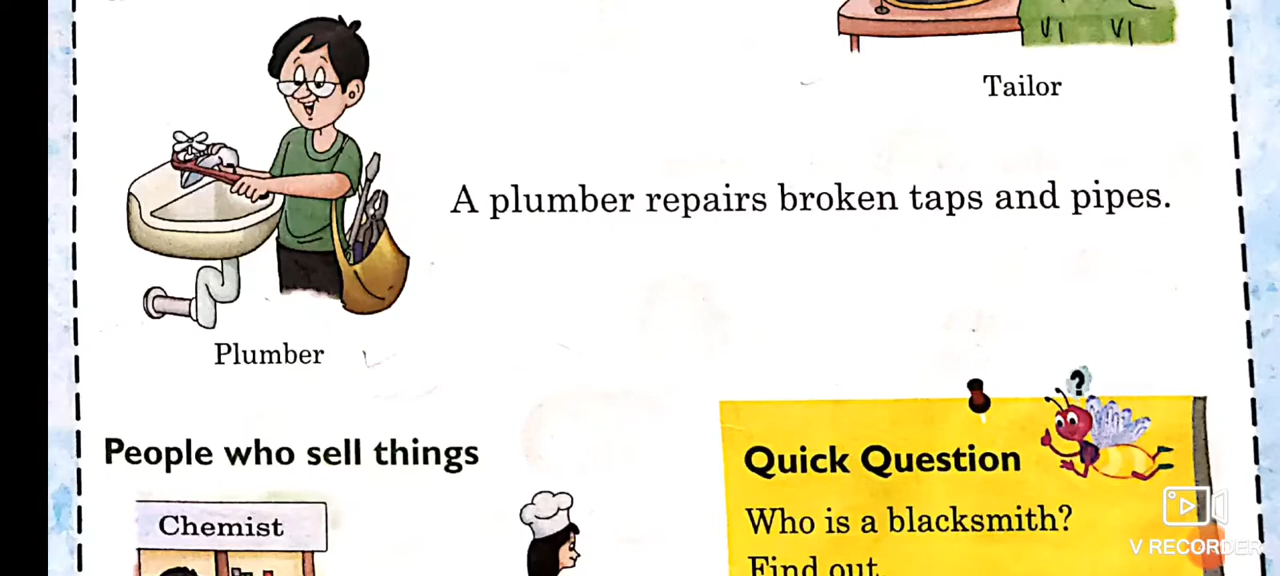 Tailor
A plumber repairs broken taps and pipes.
Plumber
People who sell things
Chemist
?
Quick Question
Who is a blacksmith?
Find out.
V RECORDER